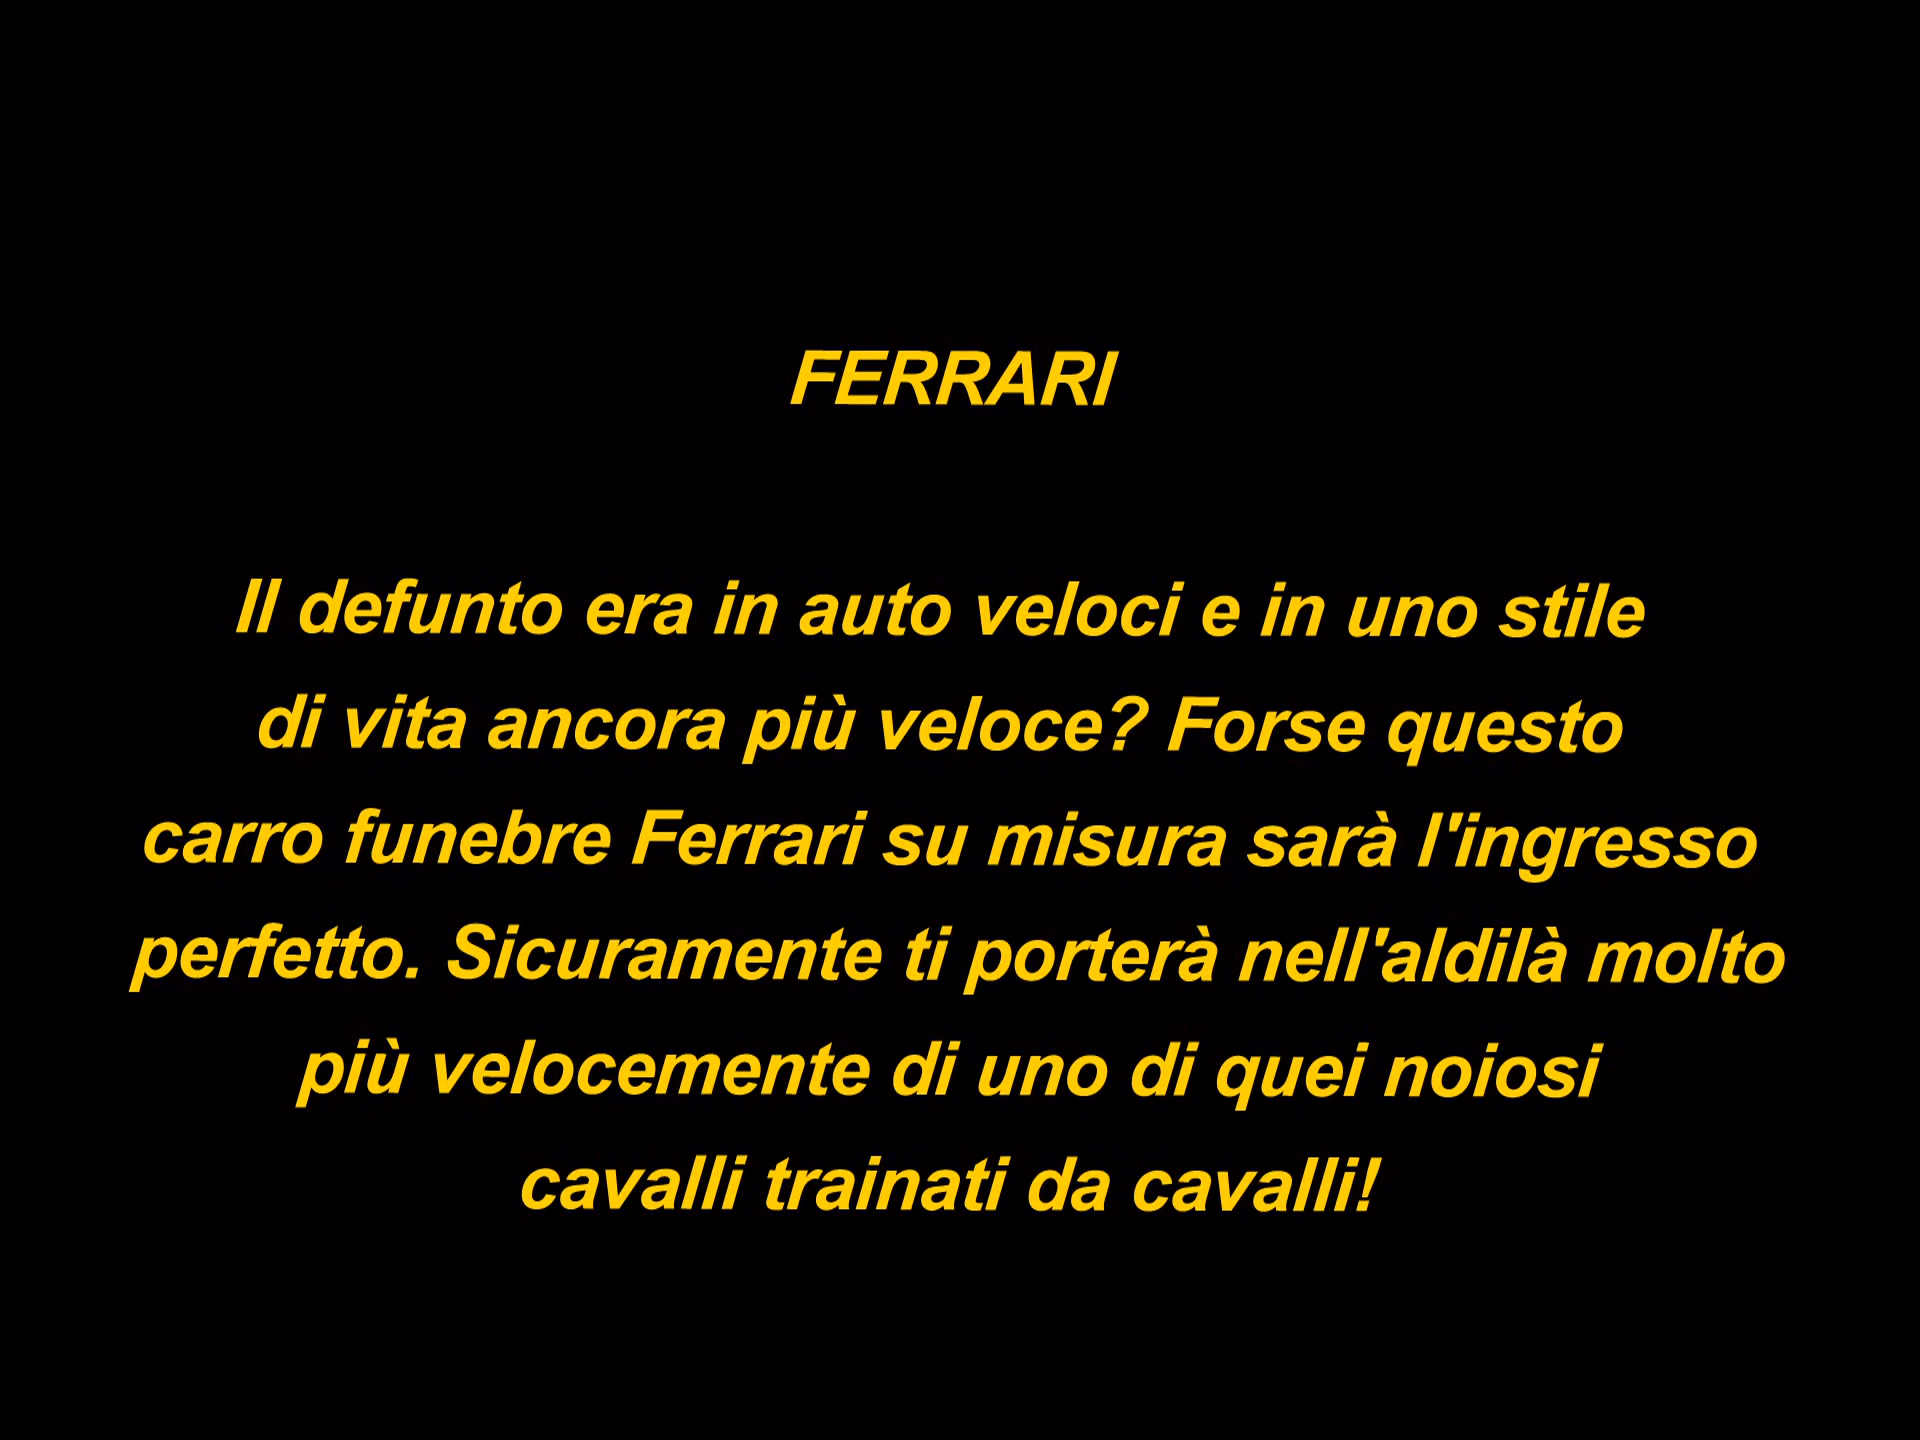 FERRARI
Il defunto era in auto veloci e in uno stile
di vita ancora più veloce? Forse questo
carro funebre Ferrari su misura sarà l'ingresso
perfetto. Sicuramente ti porterà nell'aldilà molto
più velocemente di uno di quei noiosi
cavalli trainati da cavalli!